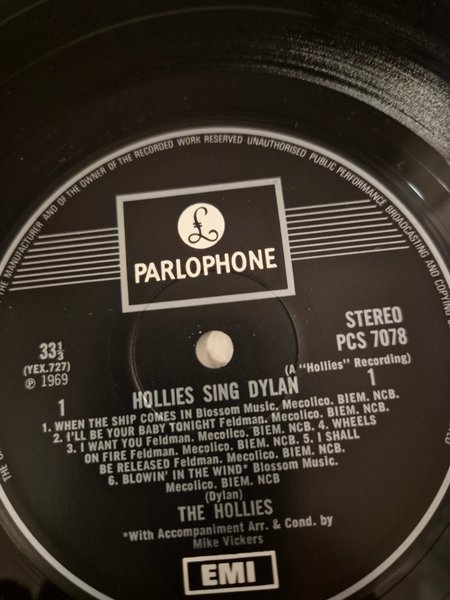 THE MANUFACTURER AND OF THE OWNER OF THE RECORDED WORK RESERVED UNAUTHORISED PUBLIC PERFORMANCE BROADCASTING AND COPYING
£
PARLOPHONE
33⅓
(YEX.727)
℗ 1969
STEREO
PCS 7078
(A "Hollies" Recording)
1
1
HOLLIES SING DYLAN
1. WHEN THE SHIP COMES IN Blossom Music. Mecolico. BIEM. NCB.
2. I'LL BE YOUR BABY TONIGHT Feldman. Mecolico. BIEM. NCB.
3. I WANT YOU Feldman. Mecolico. BIEM. NCB. 4. WHEELS
ON FIRE Feldman. Mecolico. BIEM. NCB. 5. I SHALL
BE RELEASED Feldman. Mecolico. BIEM. NCB.
6. BLOWIN' IN THE WIND* Blossom Music.
Mecolico. BIEM. NCB
(Dylan)
THE HOLLIES
*With Accompaniment Arr. & Cond. by
Mike Vickers
EMI